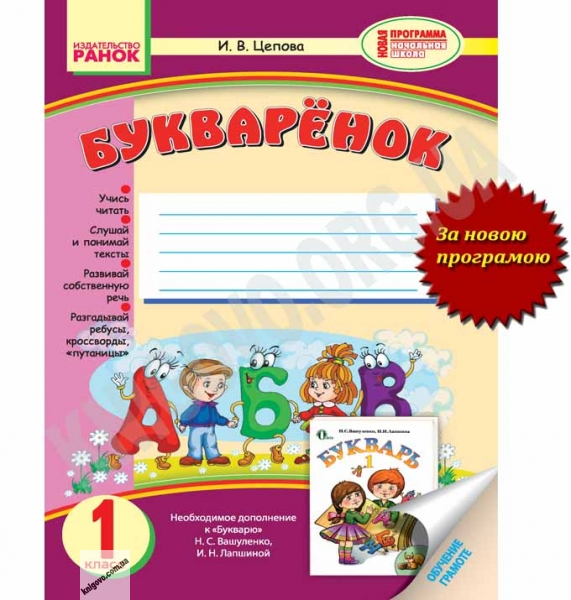 ИЗДАТЕЛЬСТВО
РАНОК
И. В. Цепова
НОВАЯ
ПРОГРАММА
начальная
школа
БУКВАРЁНОК
Учись
читать
Слушай
и понимай
тексты
Развивай
собственную
речь
Разгадывай
ребусы,
кроссворды,
«путаницы»
За новою
програмою
А Б В
Н.С.Вашуленко, И.Н.Лапшина
БУКВАРЬ
1
1
класс
Необходимое дополнение
к «Букварю»
Н. С. Вашуленко,
И. Н. Лапшиной
ОБУЧЕНИЕ
ГРАМОТЕ
knigovo.com.ua
KNIGOVO.ORG.UA